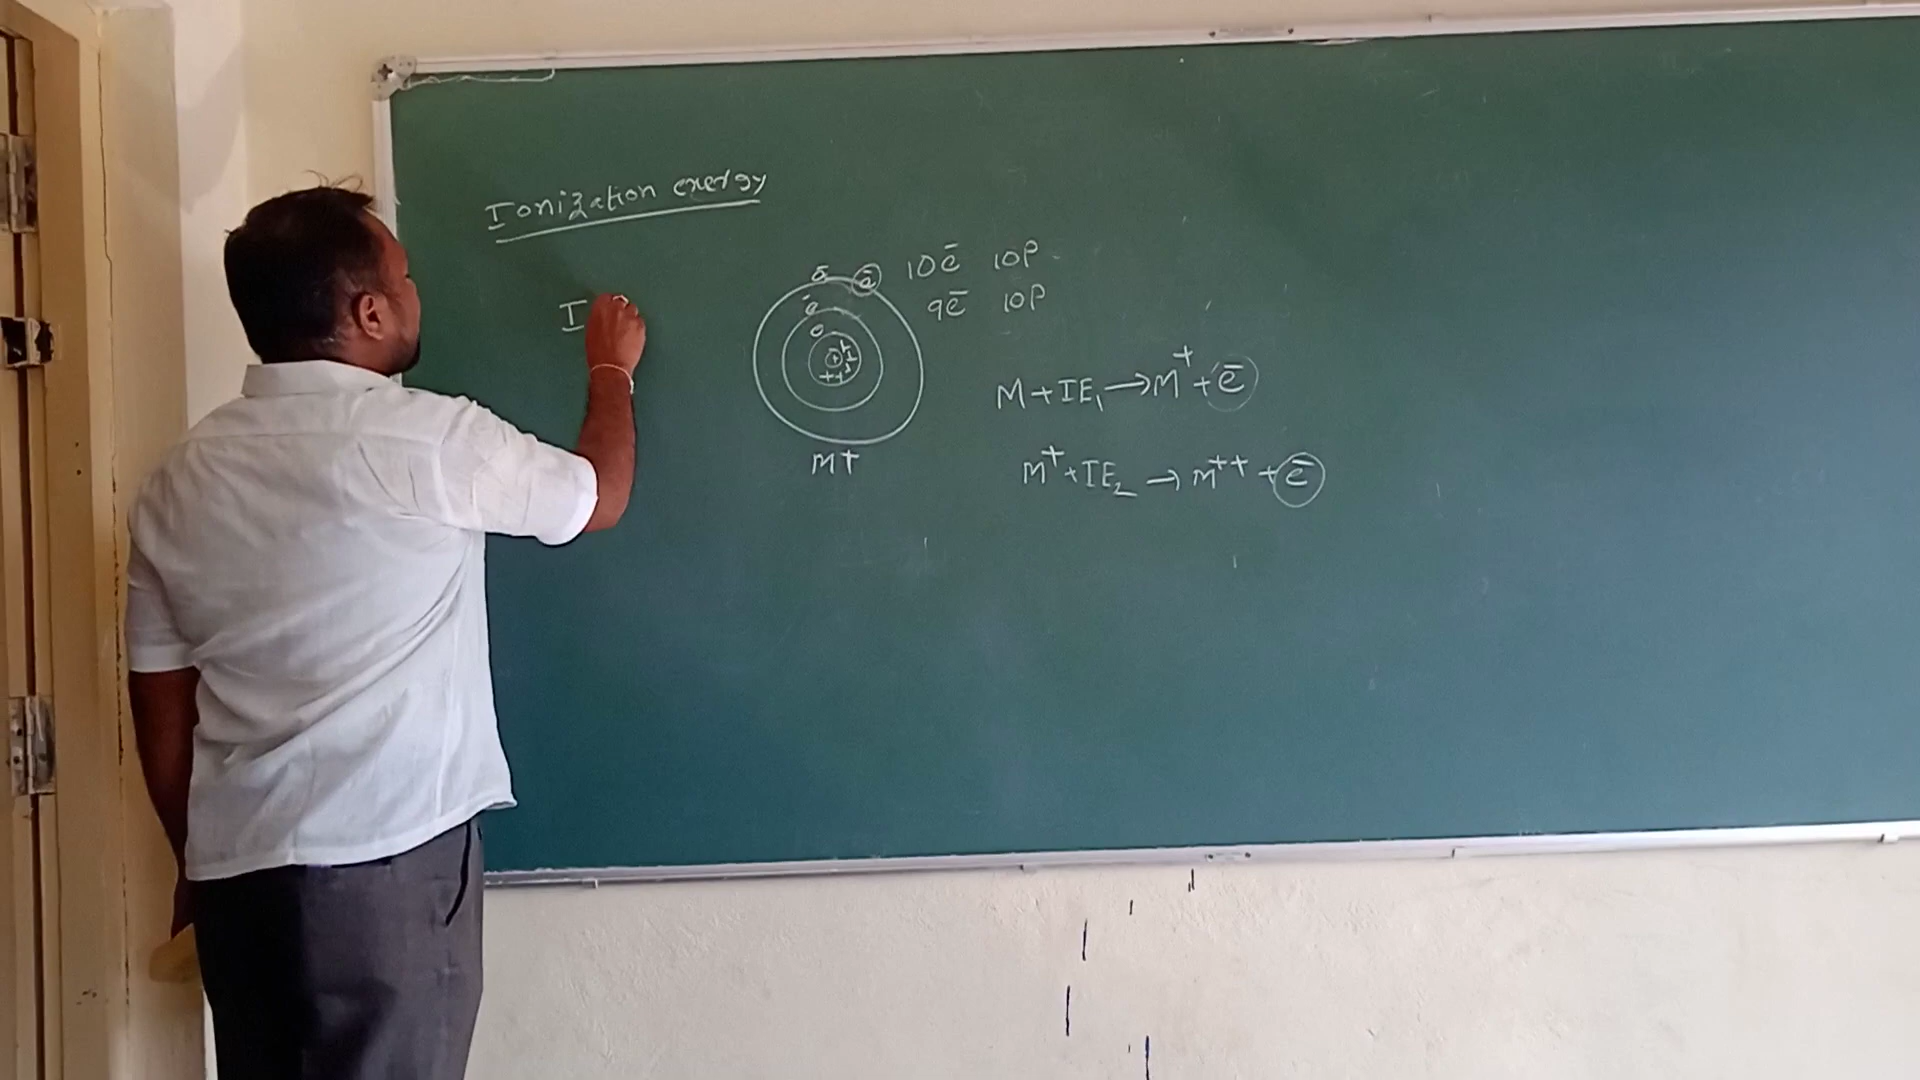 Ionization energy
I
ē ē 10ē 10P
ē 9ē 10P
e
+ + + + +
M + IE₁ → M⁺ + ē
M+
M⁺ + IE₂ → M⁺⁺ + ē